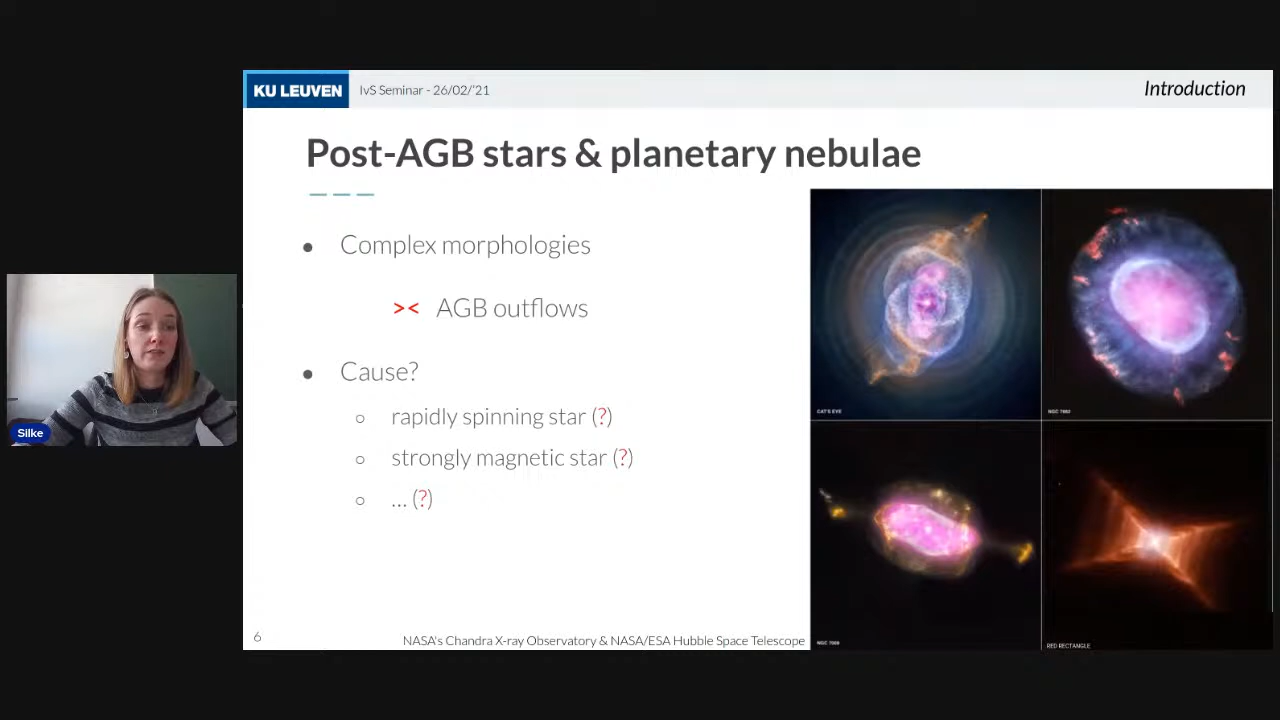 KU LEUVEN IvS Seminar - 26/02/'21 Introduction
Post-AGB stars & planetary nebulae
● Complex morphologies
>< AGB outflows
● Cause?
○ rapidly spinning star (?)
○ strongly magnetic star (?)
○ ... (?)
Silke
CAT'S EYE
NGC 7662
NGC 7009
RED RECTANGLE
6
NASA's Chandra X-ray Observatory & NASA/ESA Hubble Space Telescope